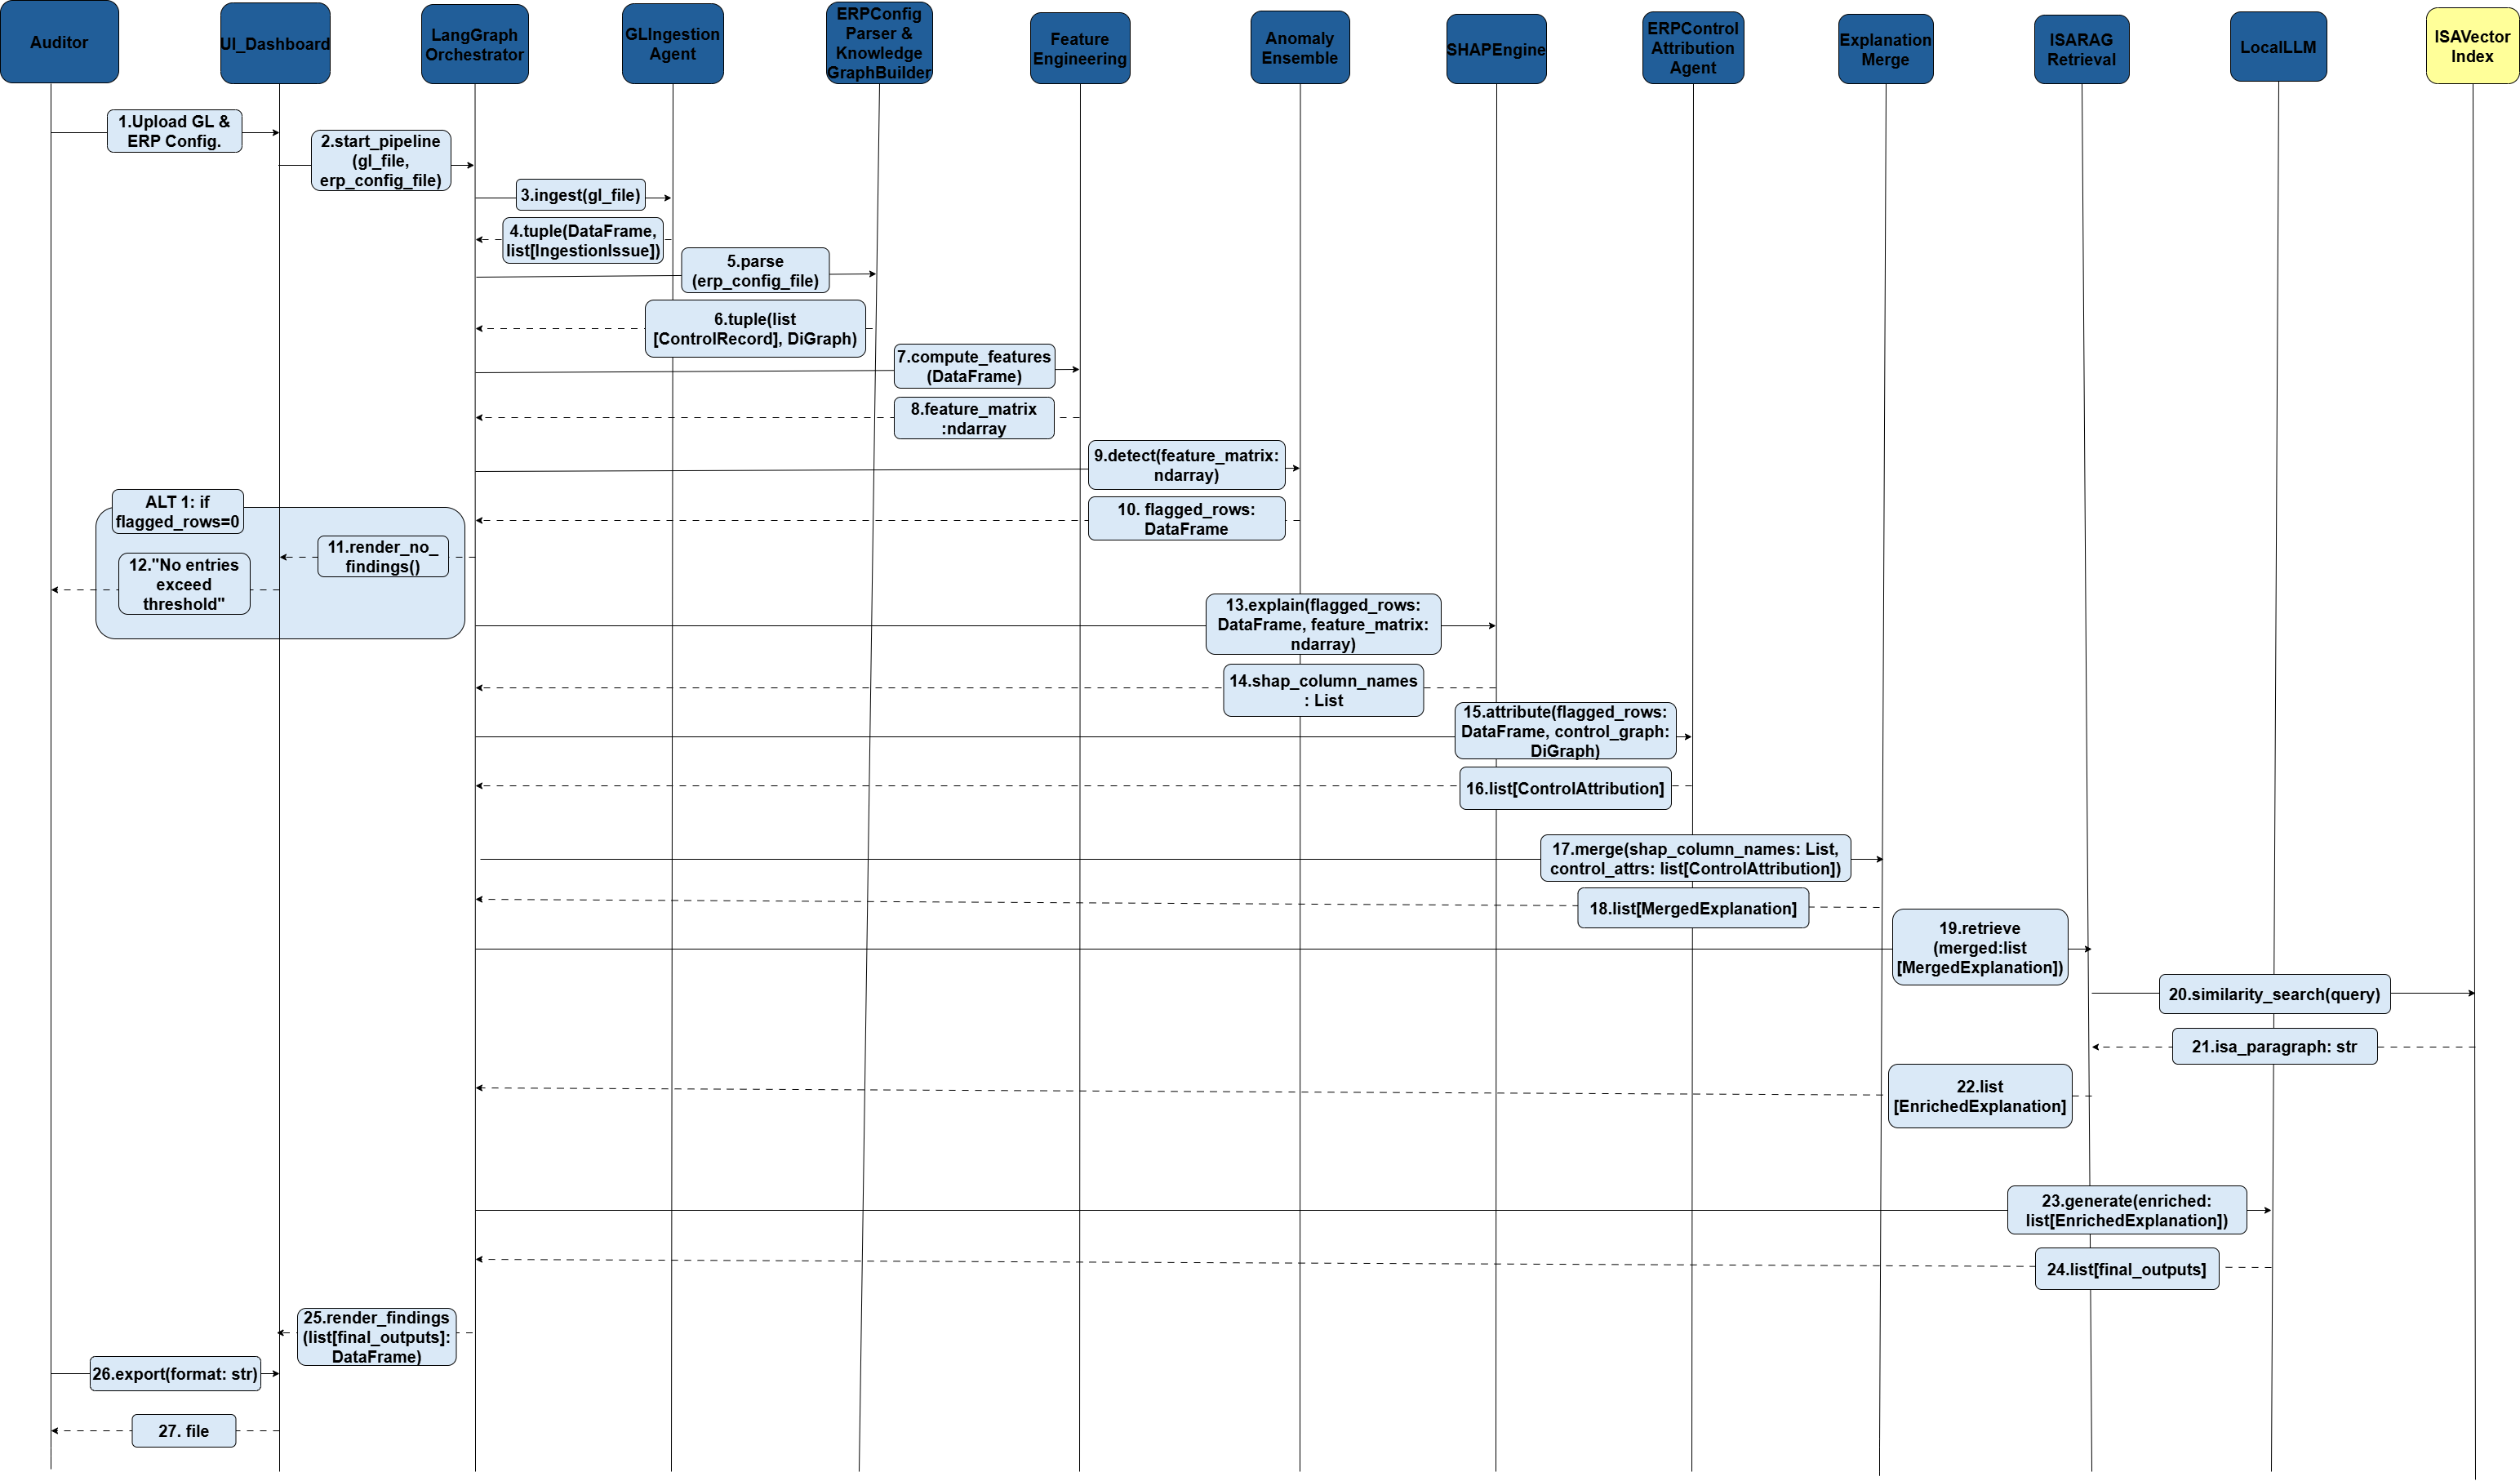 Auditor
UI_Dashboard
LangGraph
Orchestrator
GLIngestion
Agent
ERPConfig
Parser &
Knowledge
GraphBuilder
Feature
Engineering
Anomaly
Ensemble
SHAPEngine
ERPControl
Attribution
Agent
Explanation
Merge
ISARAG
Retrieval
LocalLLM
ISAVector
Index
1.Upload GL &
ERP Config.
2.start_pipeline
(gl_file,
erp_config_file)
3.ingest(gl_file)
4.tuple(DataFrame,
list[IngestionIssue])
5.parse
(erp_config_file)
6.tuple(list
[ControlRecord], DiGraph)
7.compute_features
(DataFrame)
8.feature_matrix
:ndarray
9.detect(feature_matrix:
ndarray)
10. flagged_rows:
DataFrame
ALT 1: if
flagged_rows=0
11.render_no_
findings()
12."No entries
exceed
threshold"
13.explain(flagged_rows:
DataFrame, feature_matrix:
ndarray)
14.shap_column_names
: List
15.attribute(flagged_rows:
DataFrame, control_graph:
DiGraph)
16.list[ControlAttribution]
17.merge(shap_column_names: List,
control_attrs: list[ControlAttribution])
18.list[MergedExplanation]
19.retrieve
(merged:list
[MergedExplanation])
20.similarity_search(query)
21.isa_paragraph: str
22.list
[EnrichedExplanation]
23.generate(enriched:
list[EnrichedExplanation])
24.list[final_outputs]
25.render_findings
(list[final_outputs]:
DataFrame)
26.export(format: str)
27. file